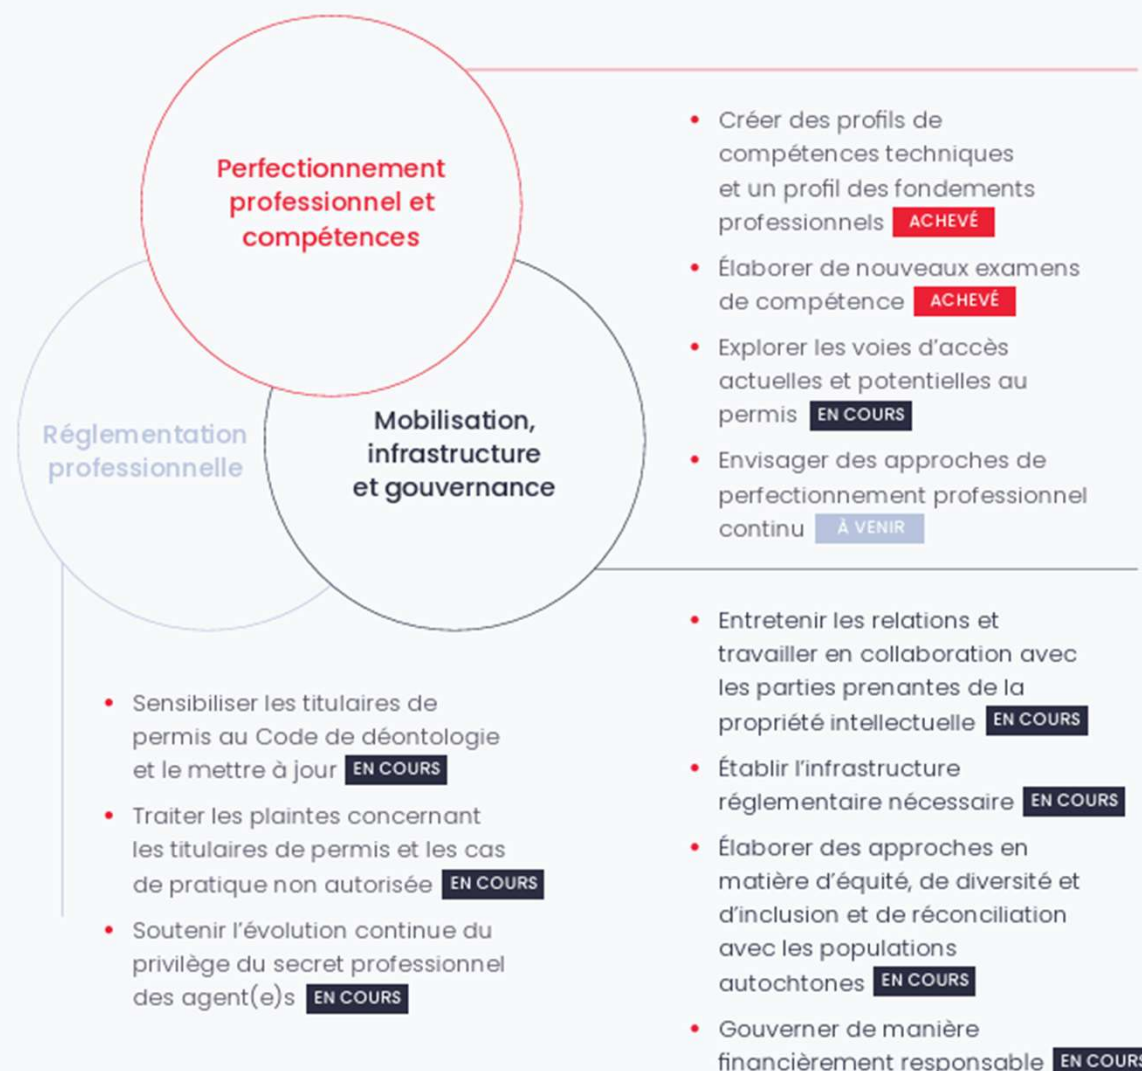 Perfectionnement
professionnel et
compétences
Réglementation
professionnelle
Mobilisation,
infrastructure
et gouvernance
• Créer des profils de
compétences techniques
et un profil des fondements
professionnels ACHEVÉ
• Élaborer de nouveaux examens
de compétence ACHEVÉ
• Explorer les voies d’accès
actuelles et potentielles au
permis EN COURS
• Envisager des approches de
perfectionnement professionnel
continu À VENIR
• Entretenir les relations et
travailler en collaboration avec
les parties prenantes de la
propriété intellectuelle EN COURS
• Établir l’infrastructure
réglementaire nécessaire EN COURS
• Élaborer des approches en
matière d’équité, de diversité et
d’inclusion et de réconciliation
avec les populations
autochtones EN COURS
• Gouverner de manière
financièrement responsable EN COURS
• Sensibiliser les titulaires de
permis au Code de déontologie
et le mettre à jour EN COURS
• Traiter les plaintes concernant
les titulaires de permis et les cas
de pratique non autorisée EN COURS
• Soutenir l’évolution continue du
privilège du secret professionnel
des agent(e)s EN COURS